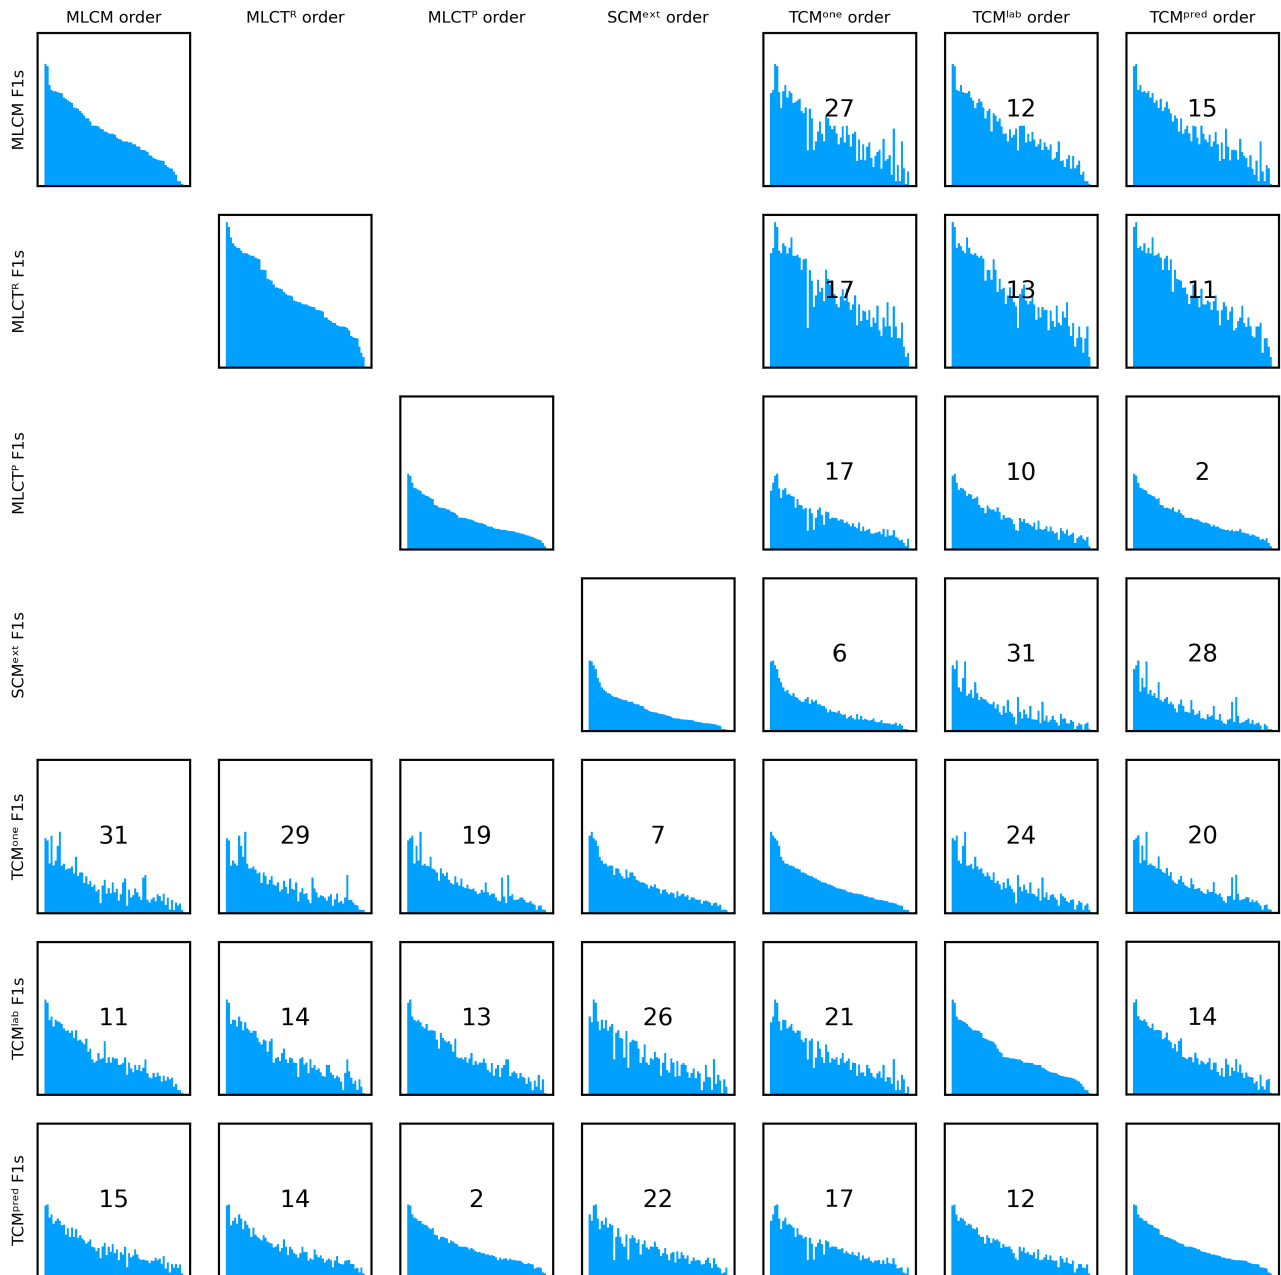 MLCM order MLCTᴿ order MLCTᴾ order SCMᵉˣᵗ order TCMᵒⁿᵉ order TCMˡᵃᵇ order TCMᵖʳᵉᵈ order
MLCM F1s
27 12 15
MLCTᴿ F1s
17 13 11
MLCTᴾ F1s
17 10 2
SCMᵉˣᵗ F1s
6 31 28
TCMᵒⁿᵉ F1s
31 29 19 7 24 20
TCMˡᵃᵇ F1s
11 14 13 26 21 14
TCMᵖʳᵉᵈ F1s
15 14 2 22 17 12